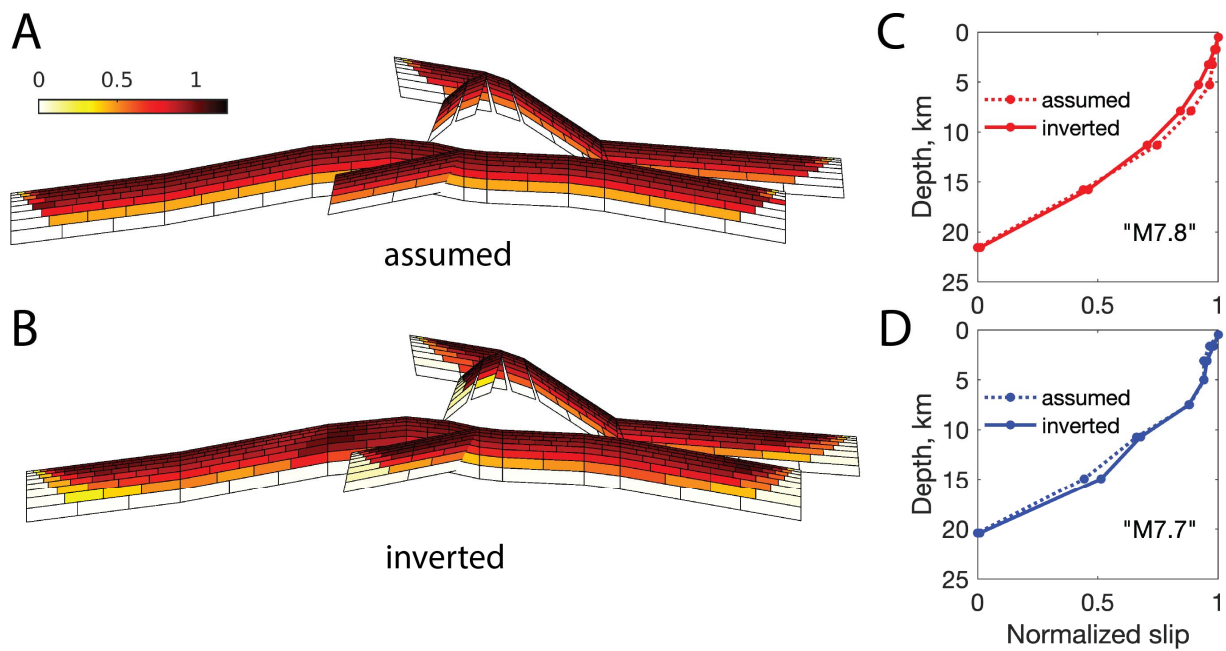 A
0 0.5 1
assumed
B
inverted
C
0
5
10
15
20
25
Depth, km
assumed
inverted
"M7.8"
0 0.5 1
D
0
5
10
15
20
25
Depth, km
assumed
inverted
"M7.7"
0 0.5 1
Normalized slip